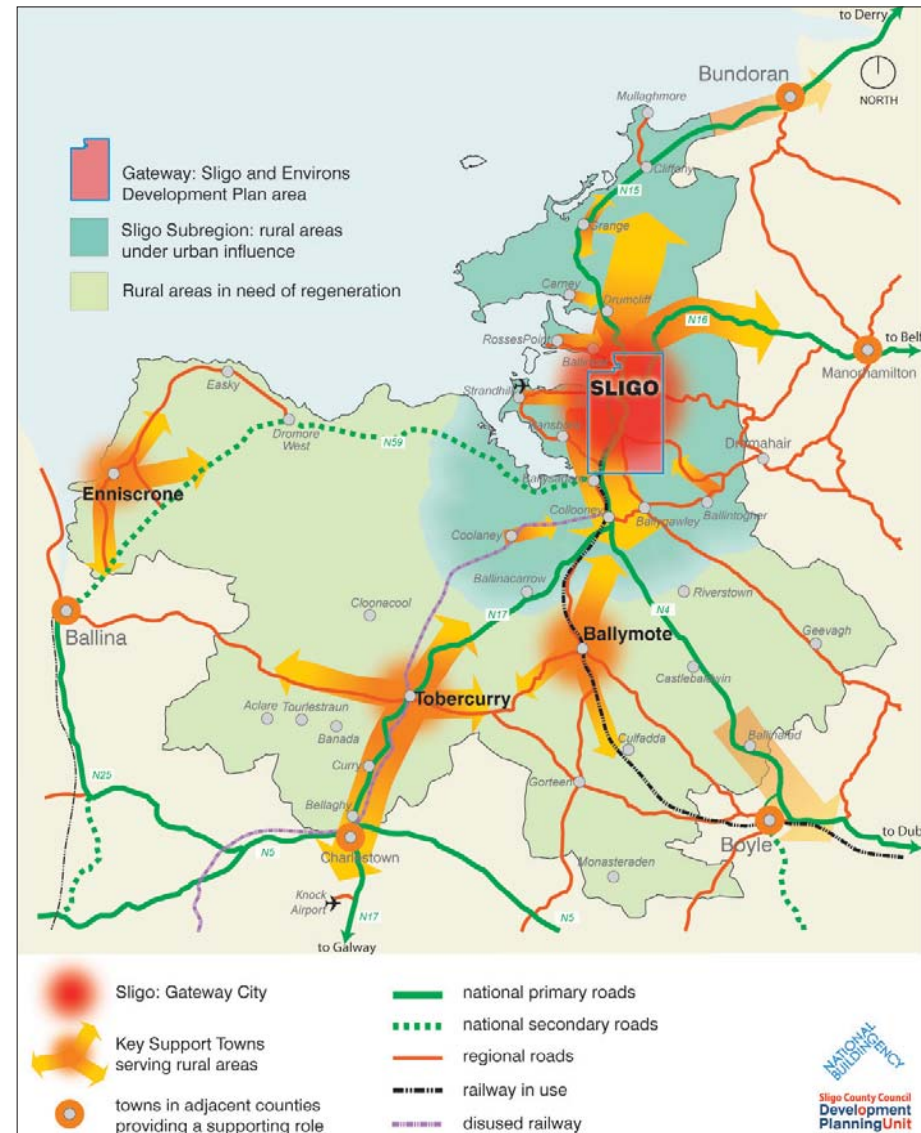 to Derry
Bundoran
NORTH
Mullaghmore
Gateway: Sligo and Environs
Development Plan area
Cliffany
N15
Sligo Subregion: rural areas
under urban influence
Grange
Rural areas in need of regeneration
Carney
Drumcliff
N16
RossesPoint
to Belf
Manorhamilton
Easky
Strandhill
SLIGO
Dromore
West
N59
Dromahair
Enniscrone
Collooney
Ballygawley
Ballintogher
Coolaney
Ballinacarrow
Riverstown
Cloonacool
N17
N4
Ballina
Ballymote
Geevagh
Castlebaldwin
Tobercurry
Aclare
Tourlestraun
Banada
Culfadda
Ballinafad
Curry
Gorteen
N25
Bellaghy
Boyle
to Dub
N5
Charlestown
Monasteraden
Knock
Airport
N17
N5
to Galway
Sligo: Gateway City
national primary roads
national secondary roads
Key Support Towns
serving rural areas
regional roads
railway in use
towns in adjacent counties
providing a supporting role
disused railway
NATIONAL
BUILDINGENCY
Sligo County Council
Development
PlanningUnit